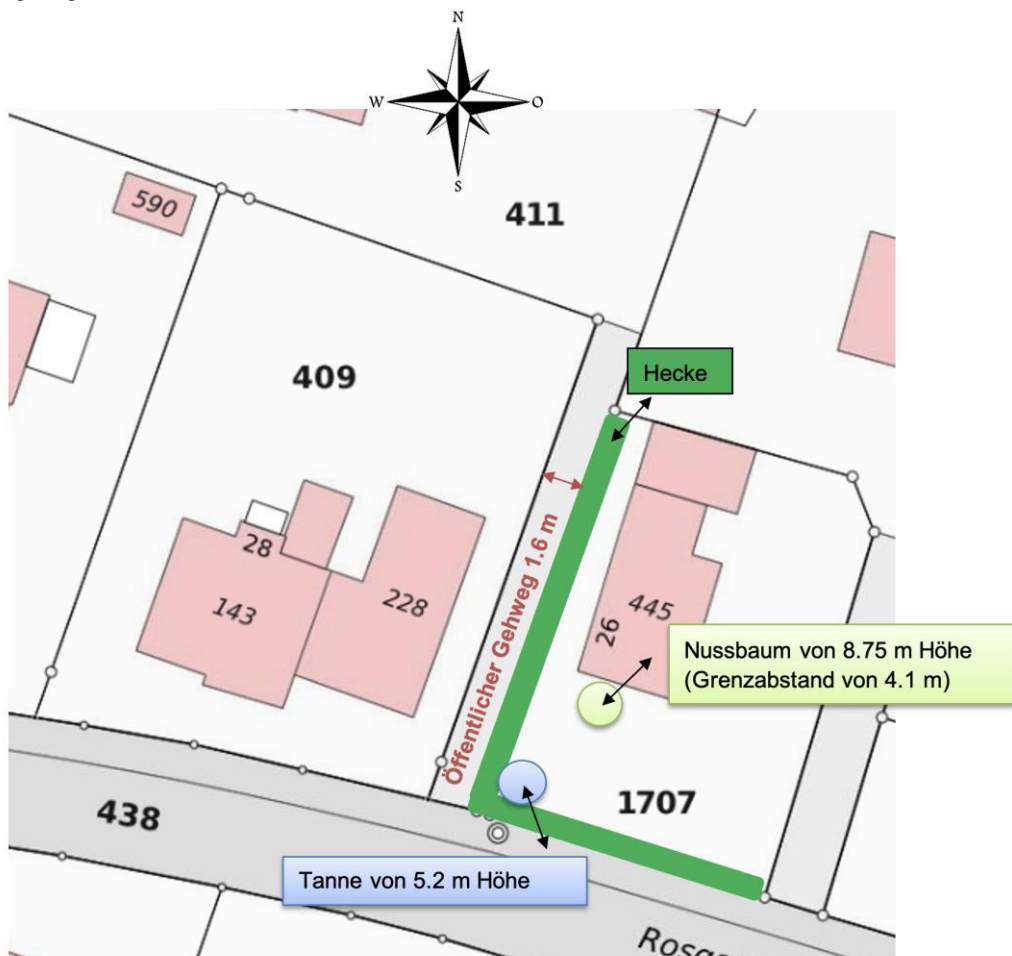 N
W
O
S
590
411
409
Hecke
28
143
228
Öffentlicher Gehweg 1.6 m
445
26
Nussbaum von 8.75 m Höhe
(Grenzabstand von 4.1 m)
438
1707
Tanne von 5.2 m Höhe